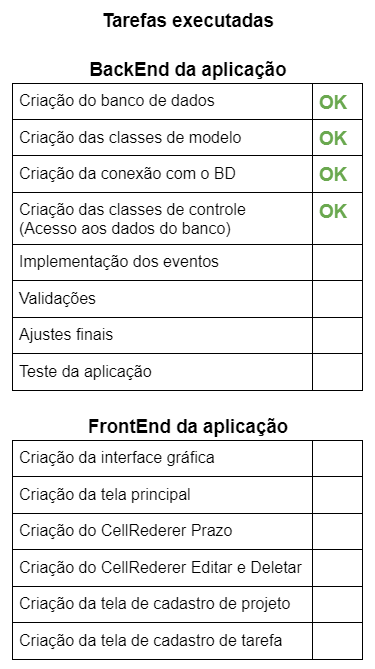 Tarefas executadas
BackEnd da aplicação
Criação do banco de dados OK
Criação das classes de modelo OK
Criação da conexão com o BD OK
Criação das classes de controle OK
(Acesso aos dados do banco)
Implementação dos eventos
Validações
Ajustes finais
Teste da aplicação
FrontEnd da aplicação
Criação da interface gráfica
Criação da tela principal
Criação do CellRederer Prazo
Criação do CellRederer Editar e Deletar
Criação da tela de cadastro de projeto
Criação da tela de cadastro de tarefa